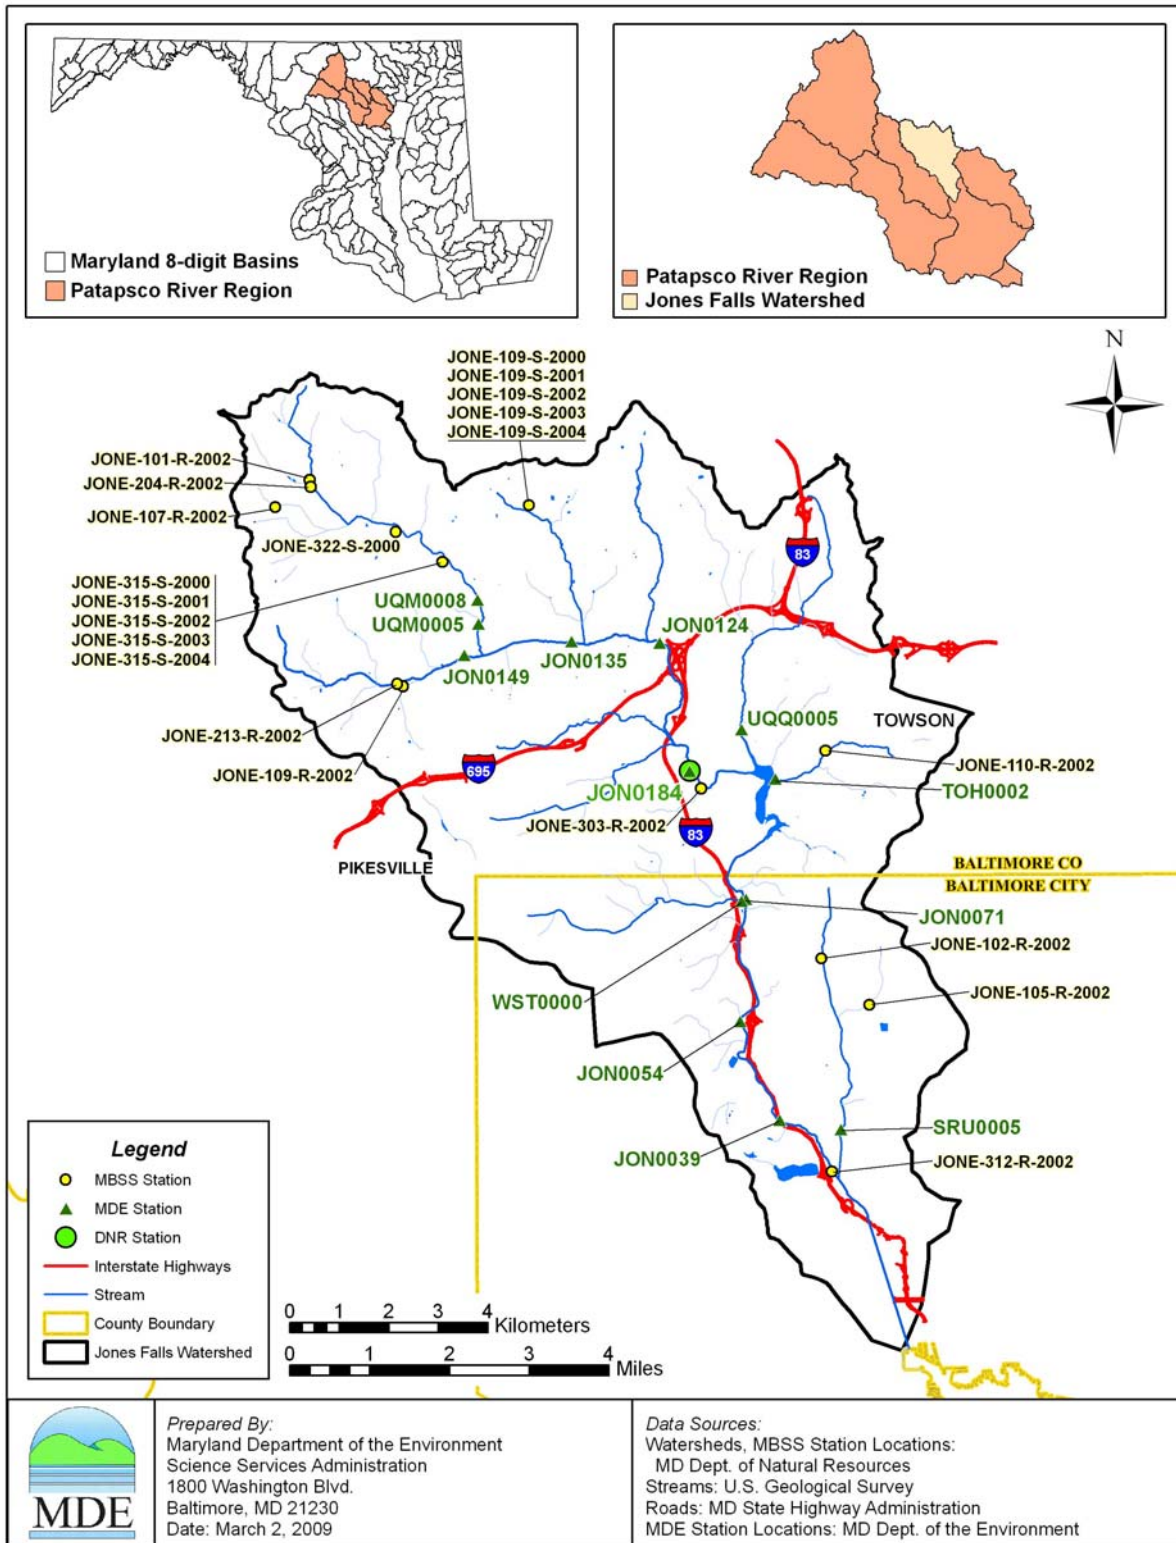 Maryland 8-digit Basins
Patapsco River Region
Patapsco River Region
Jones Falls Watershed
N
JONE-109-S-2000
JONE-109-S-2001
JONE-109-S-2002
JONE-109-S-2003
JONE-109-S-2004
JONE-101-R-2002
JONE-204-R-2002
JONE-107-R-2002
JONE-322-S-2000
83
JONE-315-S-2000
JONE-315-S-2001
JONE-315-S-2002
JONE-315-S-2003
JONE-315-S-2004
UQM0008
UQM0005
JON0124
JON0135
JON0149
UQQ0005
TOWSON
JONE-213-R-2002
JONE-109-R-2002
695
JONE-110-R-2002
TOH0002
JON0184
JONE-303-R-2002
83
PIKESVILLE
BALTIMORE CO
BALTIMORE CITY
JON0071
JONE-102-R-2002
JONE-105-R-2002
WST0000
JON0054
SRU0005
JON0039
JONE-312-R-2002
Legend
MBSS Station
MDE Station
DNR Station
Interstate Highways
Stream
County Boundary
Jones Falls Watershed
0 1 2 3 4
Kilometers
0 1 2 3 4
Miles
MDE
Prepared By:
Maryland Department of the Environment
Science Services Administration
1800 Washington Blvd.
Baltimore, MD 21230
Date: March 2, 2009
Data Sources:
Watersheds, MBSS Station Locations:
MD Dept. of Natural Resources
Streams: U.S. Geological Survey
Roads: MD State Highway Administration
MDE Station Locations: MD Dept. of the Environment